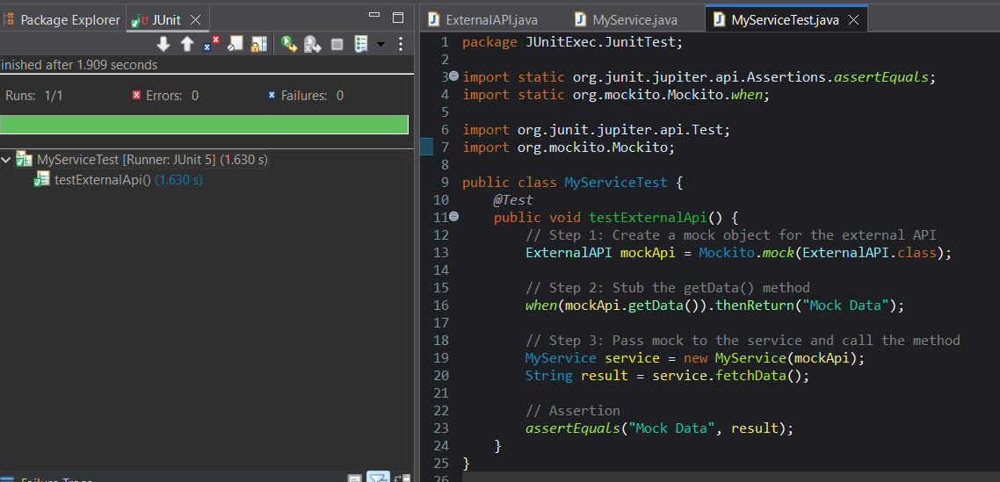 Package Explorer
JUnit
inished after 1.909 seconds
Runs: 1/1
Errors: 0
Failures: 0
MyServiceTest [Runner: JUnit 5] (1.630 s)
testExternalApi() (1.630 s)
Failure Trace
ExternalAPI.java
MyService.java
MyServiceTest.java
1 package JUnitExec.JunitTest;
2
3 import static org.junit.jupiter.api.Assertions.assertEquals;
4 import static org.mockito.Mockito.when;
5
6 import org.junit.jupiter.api.Test;
7 import org.mockito.Mockito;
8
9 public class MyServiceTest {
10 @Test
11 public void testExternalApi() {
12 // Step 1: Create a mock object for the external API
13 ExternalAPI mockApi = Mockito.mock(ExternalAPI.class);
14
15 // Step 2: Stub the getData() method
16 when(mockApi.getData()).thenReturn("Mock Data");
17
18 // Step 3: Pass mock to the service and call the method
19 MyService service = new MyService(mockApi);
20 String result = service.fetchData();
21
22 // Assertion
23 assertEquals("Mock Data", result);
24 }
25 }
26